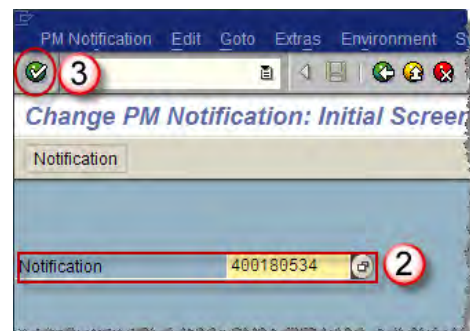 PM Notification Edit Goto Extras Environment S
3
Change PM Notification: Initial Screen
Notification
Notification 400180534 2